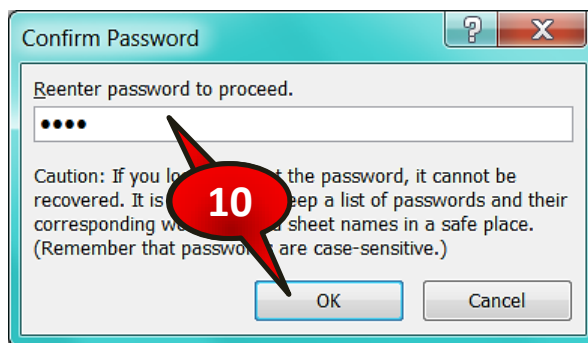 Confirm Password
Reenter password to proceed.
Caution: If you lo the password, it cannot be
recovered. It is eep a list of passwords and their
corresponding wo sheet names in a safe place.
(Remember that password are case-sensitive.)
10
OK
Cancel